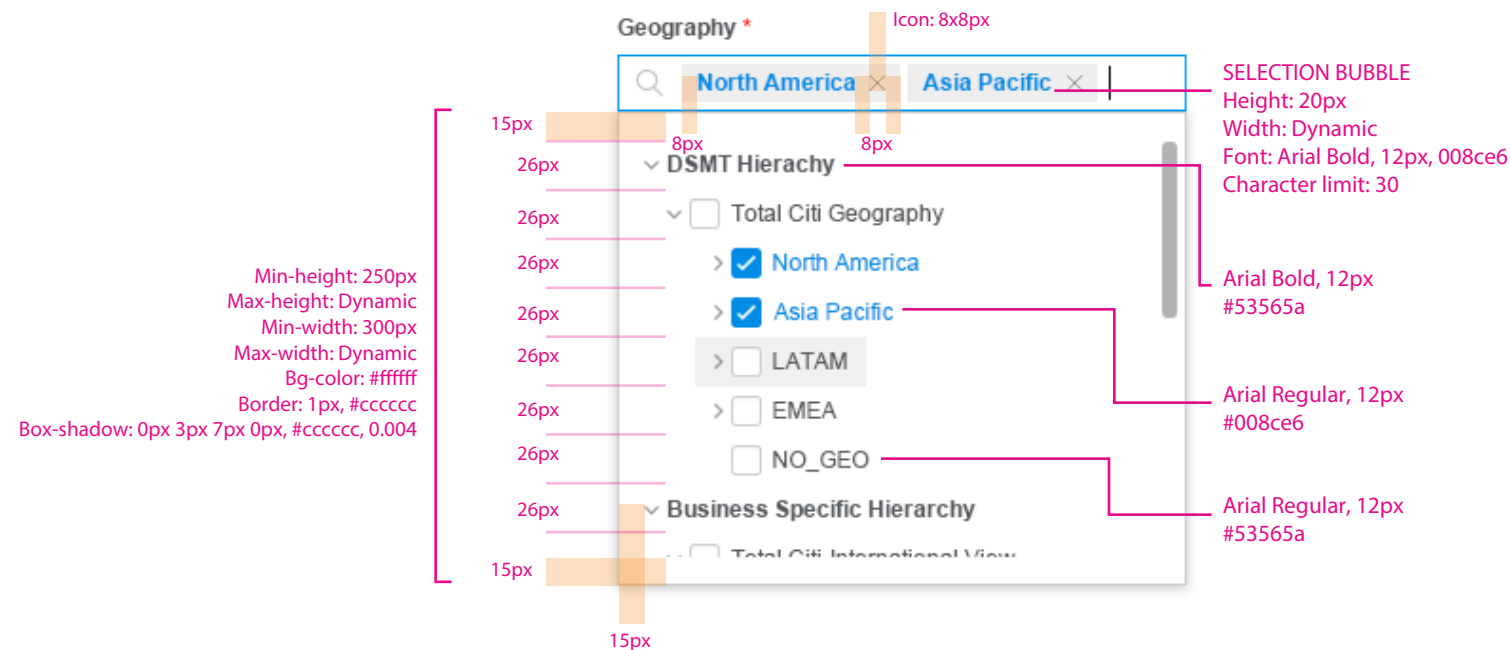 Geography *
Icon: 8x8px
North America
Asia Pacific
SELECTION BUBBLE
Height: 20px
Width: Dynamic
Font: Arial Bold, 12px, 008ce6
Character limit: 30
15px
8px
8px
26px
DSMT Hierachy
26px
Total Citi Geography
26px
North America
Min-height: 250px
Max-height: Dynamic
Min-width: 300px
Max-width: Dynamic
Bg-color: #ffffff
Border: 1px, #cccccc
Box-shadow: 0px 3px 7px 0px, #cccccc, 0.004
Arial Bold, 12px
#53565a
26px
Asia Pacific
26px
LATAM
Arial Regular, 12px
#008ce6
26px
EMEA
26px
NO_GEO
26px
Business Specific Hierarchy
Arial Regular, 12px
#53565a
Total Citi International View
15px
15px